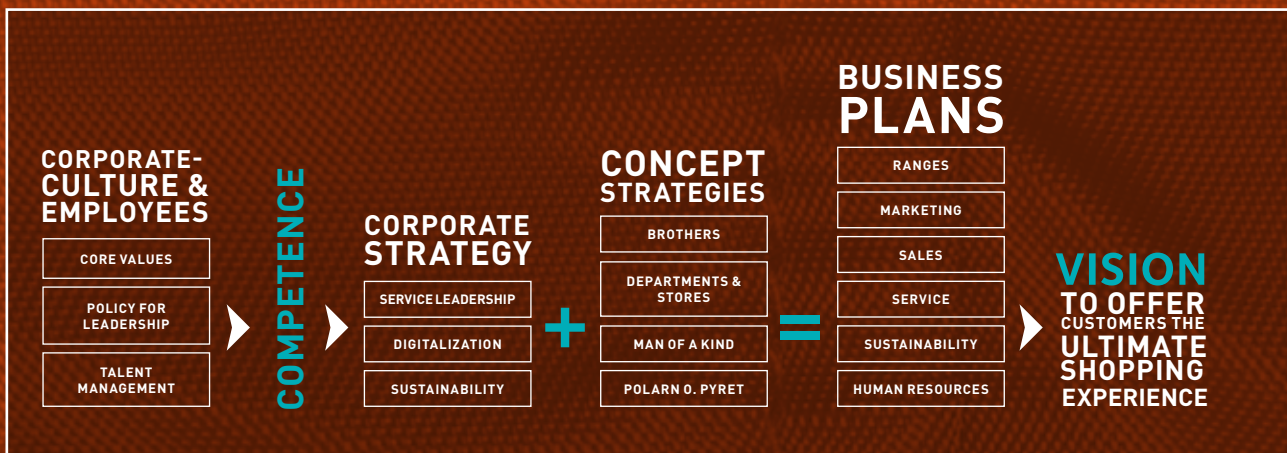 CORPORATE-
CULTURE &
EMPLOYEES
CORE VALUES
POLICY FOR
LEADERSHIP
TALENT
MANAGEMENT
COMPETENCE
CORPORATE
STRATEGY
SERVICE LEADERSHIP
DIGITALIZATION
SUSTAINABILITY
+
CONCEPT
STRATEGIES
BROTHERS
DEPARTMENTS &
STORES
MAN OF A KIND
POLARN O. PYRET
=
BUSINESS
PLANS
RANGES
MARKETING
SALES
SERVICE
SUSTAINABILITY
HUMAN RESOURCES
VISION
TO OFFER
CUSTOMERS THE
ULTIMATE
SHOPPING
EXPERIENCE